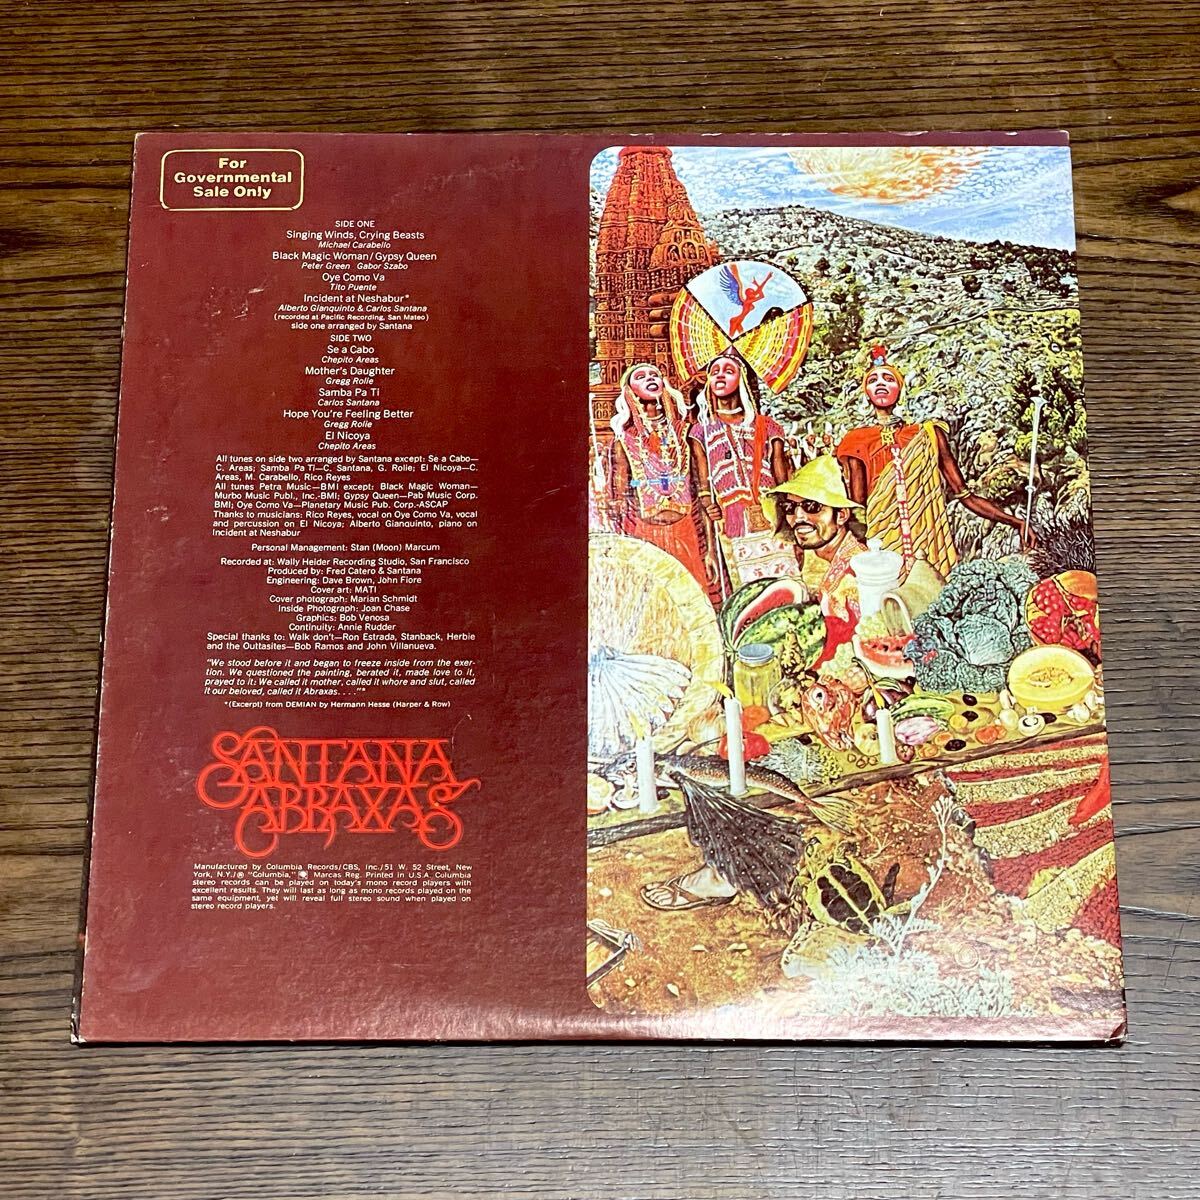 For
Governmental
Sale Only
SIDE ONE
Singing Winds, Crying Beasts
Michael Carabello
Black Magic Woman/Gypsy Queen
Peter Green Gabor Szabo
Oye Como Va
Tito Puente
Incident at Neshabur*
Alberto Gianquinto & Carlos Santana
(recorded at Pacific Recording, San Mateo)
side one arranged by Santana
SIDE TWO
Se a Cabo
Chepito Areas
Mother's Daughter
Gregg Rolie
Samba Pa Ti
Carlos Santana
Hope You're Feeling Better
Gregg Rolie
El Nicoya
Chepito Areas
All tunes on side two arranged by Santana except: Se a Cabo—
C. Areas; Samba Pa Ti—C. Santana, G. Rolie; El Nicoya—C.
Areas, M. Carabello, Rico Reyes
All tunes Petra Music—BMI except: Black Magic Woman—
Murbo Music Publ., Inc.-BMI; Gypsy Queen—Pab Music Corp.
BMI; Oye Como Va—Planetary Music Pub. Corp.-ASCAP
Thanks to musicians: Rico Reyes, vocal on Oye Como Va, vocal
and percussion on El Nicoya; Alberto Gianquinto, piano on
Incident at Neshabur
Personal Management: Stan (Moon) Marcum
Recorded at: Wally Heider Recording Studio, San Francisco
Produced by: Fred Catero & Santana
Engineering: Dave Brown, John Fiore
Cover art: MATI
Cover photograph: Marian Schmidt
Inside Photograph: Joan Chase
Graphics: Bob Venosa
Continuity: Annie Rudder
Special thanks to: Walk don't—Ron Estrada, Stanback, Herbie
and the Outtasites—Bob Ramos and John Villanueva.
"We stood before it and began to freeze inside from the exer-
tion. We questioned the painting, berated it, made love to it,
prayed to it: We called it mother, called it whore and slut, called
it our beloved, called it Abraxas. . . ."*
*(Excerpt) from DEMIAN by Hermann Hesse (Harper & Row)
SANTANA
ABRAXAS
Manufactured by Columbia Records/CBS, Inc./51 W. 52 Street, New
York, N.Y./® "Columbia," Marcas Reg. Printed in U.S.A. Columbia
stereo records can be played on today's mono record players with
excellent results. They will last as long as mono records played on the
same equipment, yet will reveal full stereo sound when played on
stereo record players.